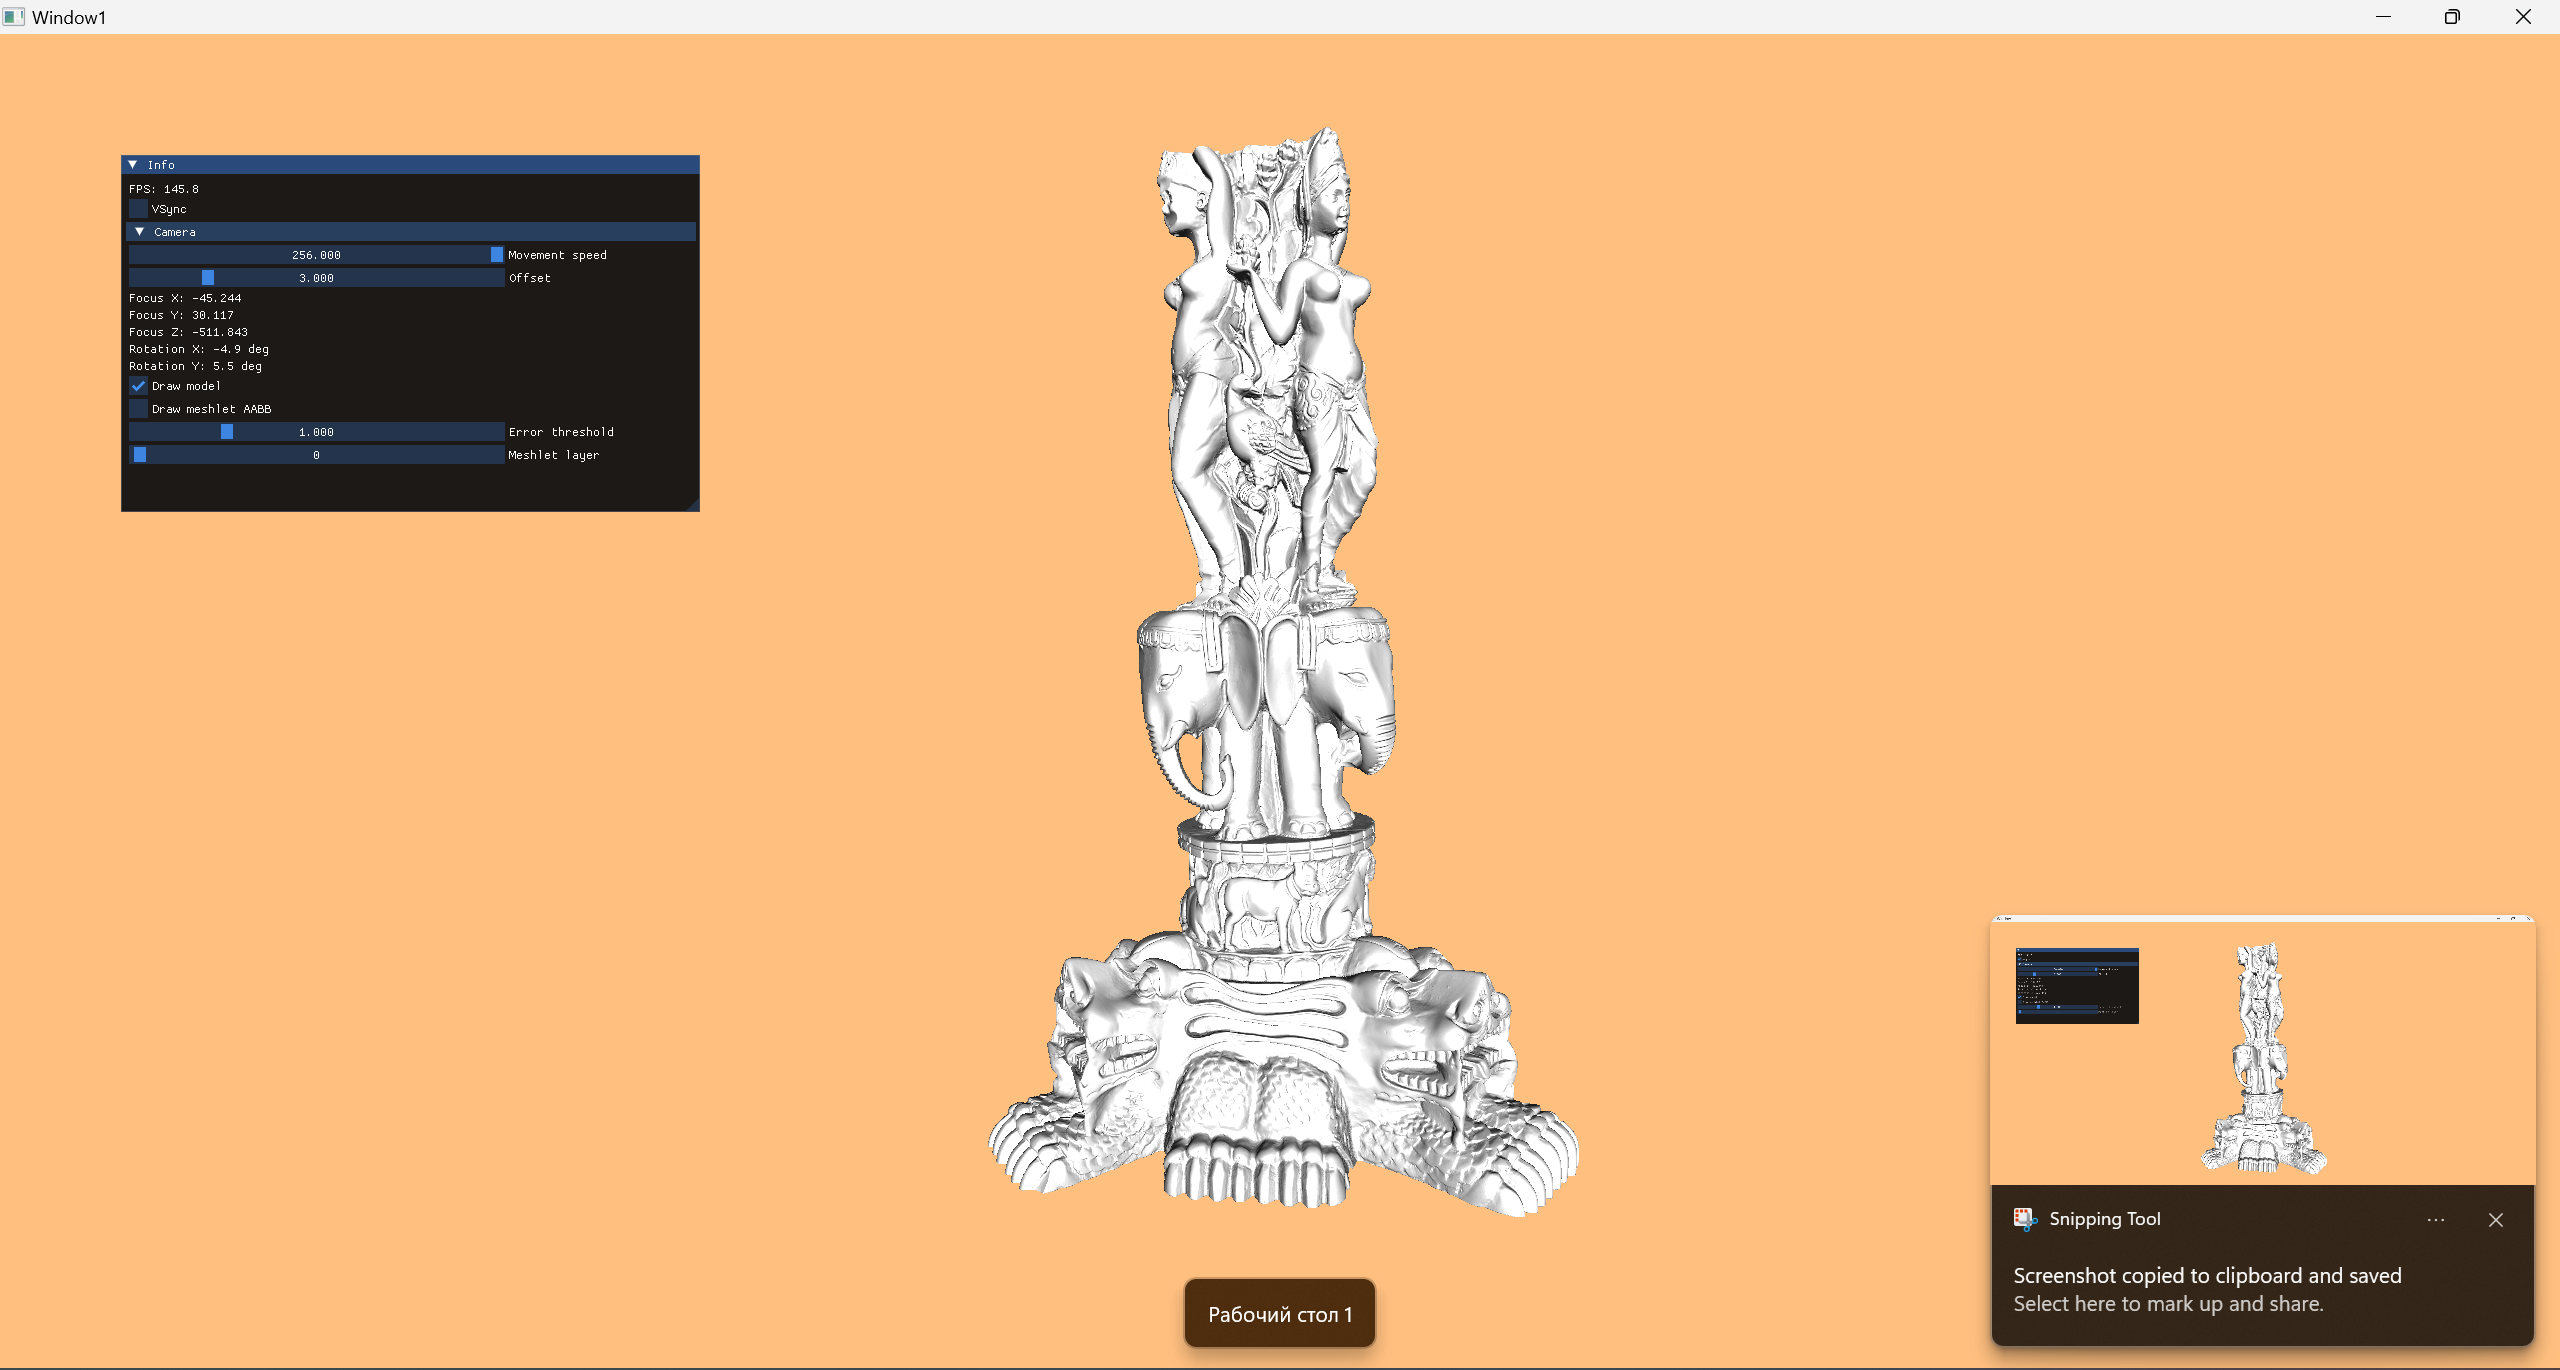 Window1
Info
FPS: 145.8
VSync
Camera
256.000 Movement speed
3.000 Offset
Focus X: -45.244
Focus Y: 30.117
Focus Z: -511.843
Rotation X: -4.9 deg
Rotation Y: 5.5 deg
Draw model
Draw meshlet AABB
1.000 Error threshold
0 Meshlet layer
Snipping Tool
Screenshot copied to clipboard and saved
Select here to mark up and share.
Рабочий стол 1